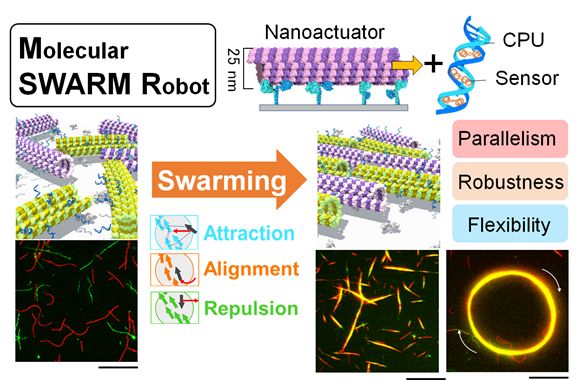 Molecular
SWARM Robot
Nanoactuator
25 nm
+
CPU
Sensor
Swarming
Attraction
Alignment
Repulsion
Parallelism
Robustness
Flexibility